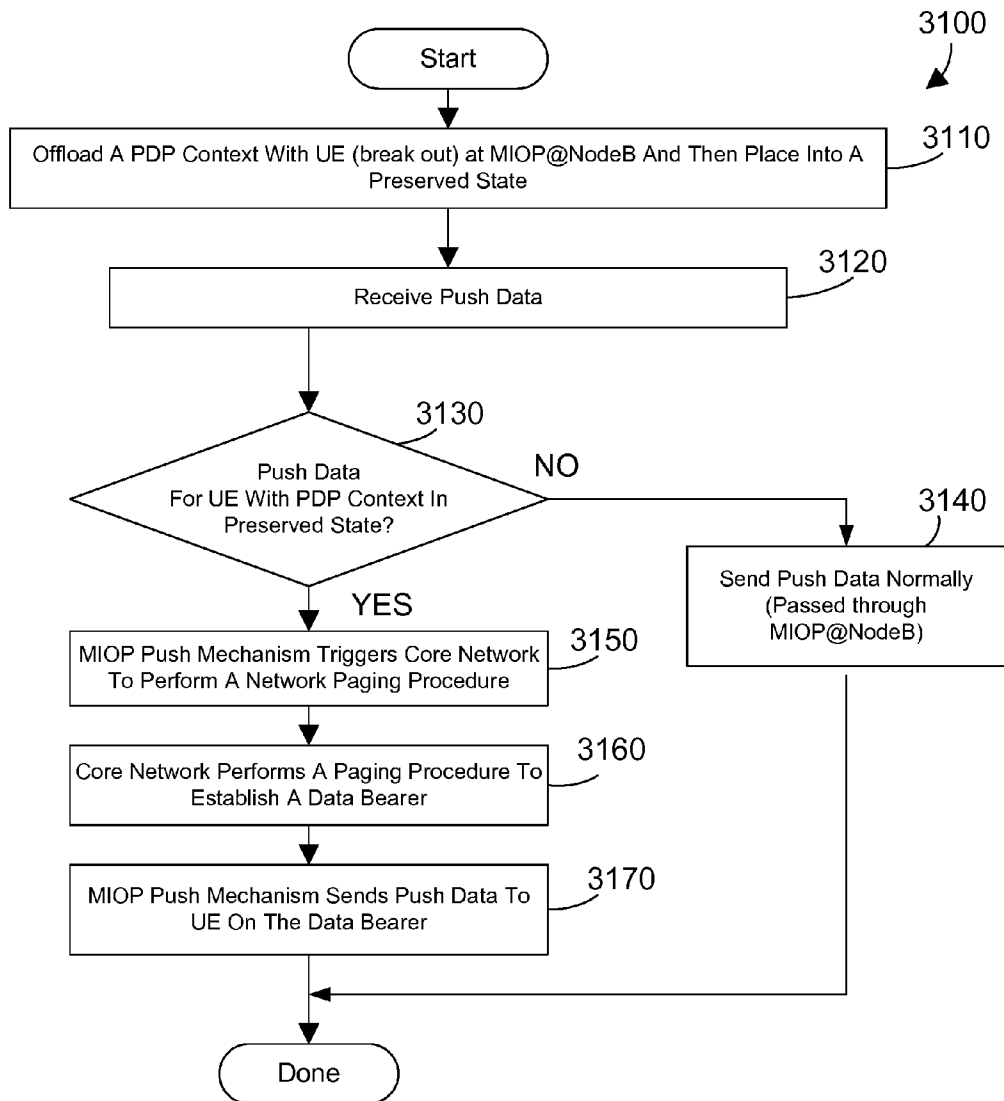 3100
Start
Offload A PDP Context With UE (break out) at MIOP@NodeB And Then Place Into A
Preserved State
3110
3120
Receive Push Data
3130
Push Data
For UE With PDP Context In
Preserved State?
NO
3140
Send Push Data Normally
(Passed through
MIOP@NodeB)
YES
3150
MIOP Push Mechanism Triggers Core Network
To Perform A Network Paging Procedure
3160
Core Network Performs A Paging Procedure To
Establish A Data Bearer
3170
MIOP Push Mechanism Sends Push Data To
UE On The Data Bearer
Done